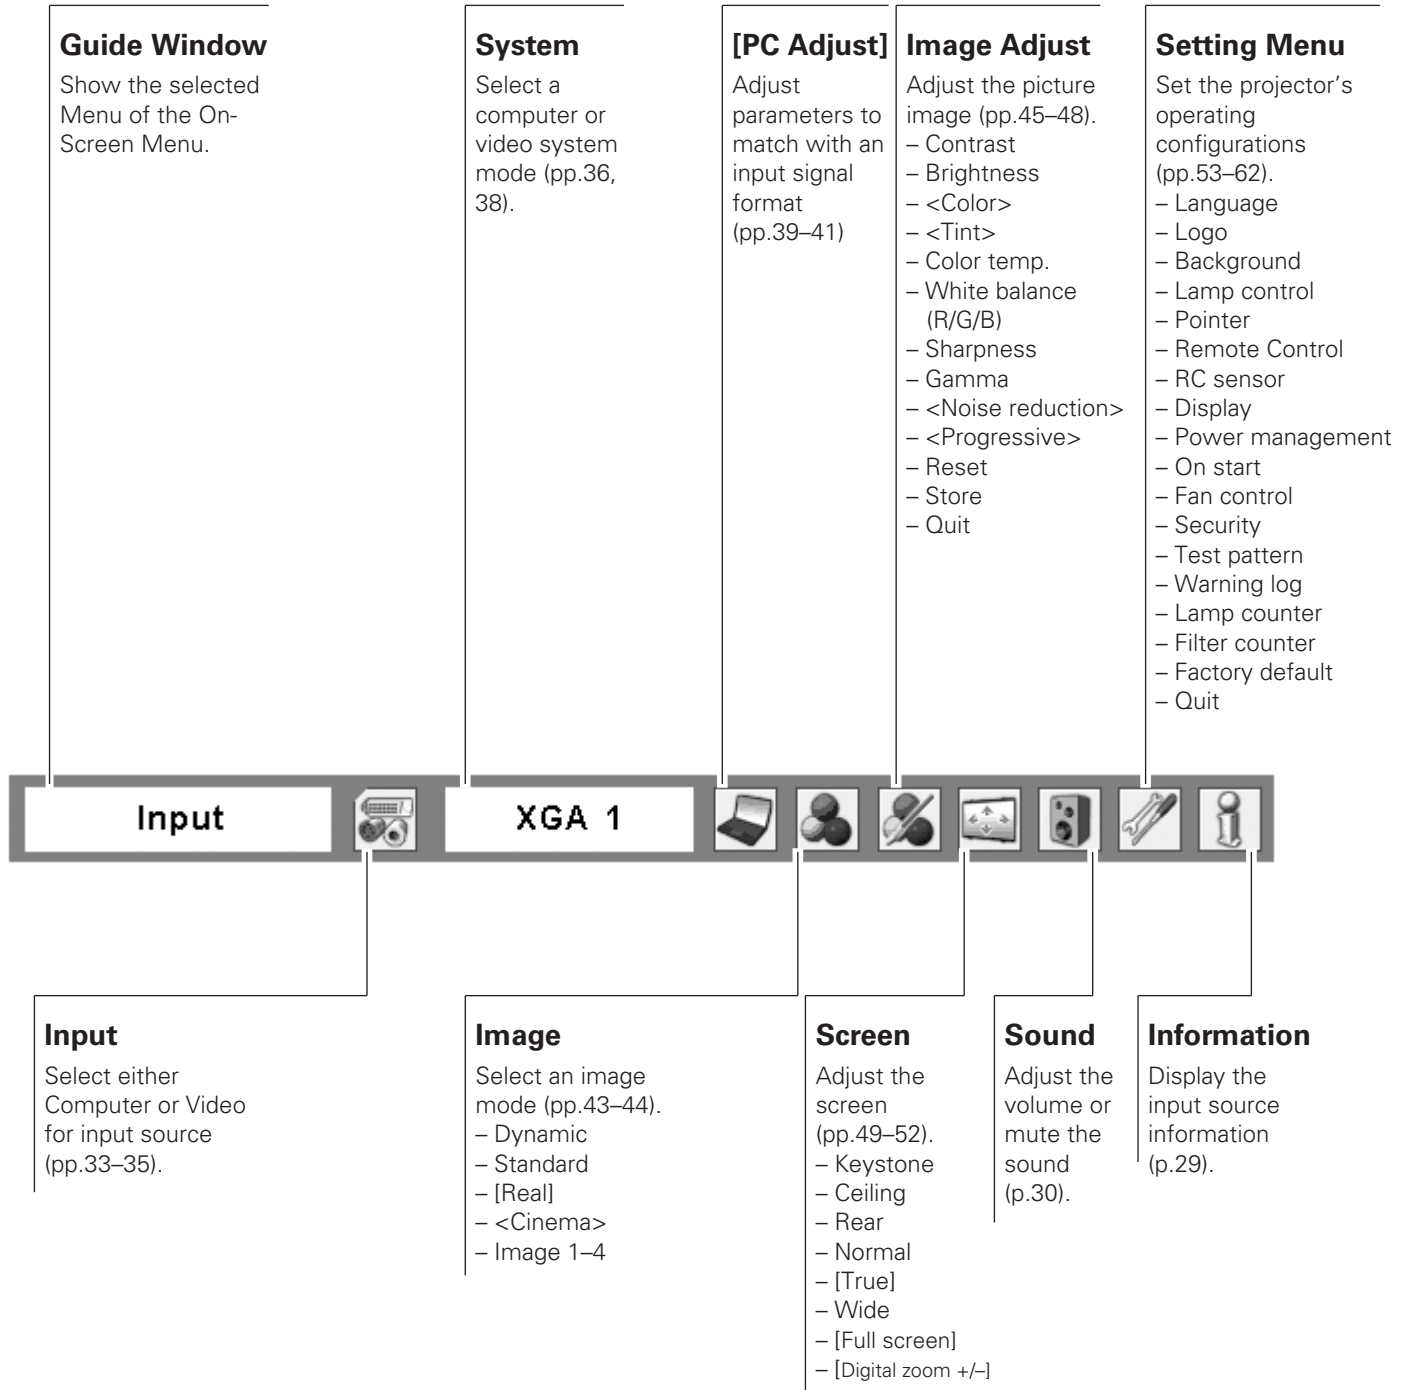 Guide Window
Show the selected
Menu of the On-
Screen Menu.
System
Select a
computer or
video system
mode (pp.36,
38).
[PC Adjust]
Adjust
parameters to
match with an
input signal
format
(pp.39–41)
Image Adjust
Adjust the picture
image (pp.45–48).
– Contrast
– Brightness
– <Color>
– <Tint>
– Color temp.
– White balance
(R/G/B)
– Sharpness
– Gamma
– <Noise reduction>
– <Progressive>
– Reset
– Store
– Quit
Setting Menu
Set the projector’s
operating
configurations
(pp.53–62).
– Language
– Logo
– Background
– Lamp control
– Pointer
– Remote Control
– RC sensor
– Display
– Power management
– On start
– Fan control
– Security
– Test pattern
– Warning log
– Lamp counter
– Filter counter
– Factory default
– Quit
Input
XGA 1
Input
Select either
Computer or Video
for input source
(pp.33–35).
Image
Select an image
mode (pp.43–44).
– Dynamic
– Standard
– [Real]
– <Cinema>
– Image 1–4
Screen
Adjust the
screen
(pp.49–52).
– Keystone
– Ceiling
– Rear
– Normal
– [True]
– Wide
– [Full screen]
– [Digital zoom +/–]
Sound
Adjust the
volume or
mute the
sound
(p.30).
Information
Display the
input source
information
(p.29).